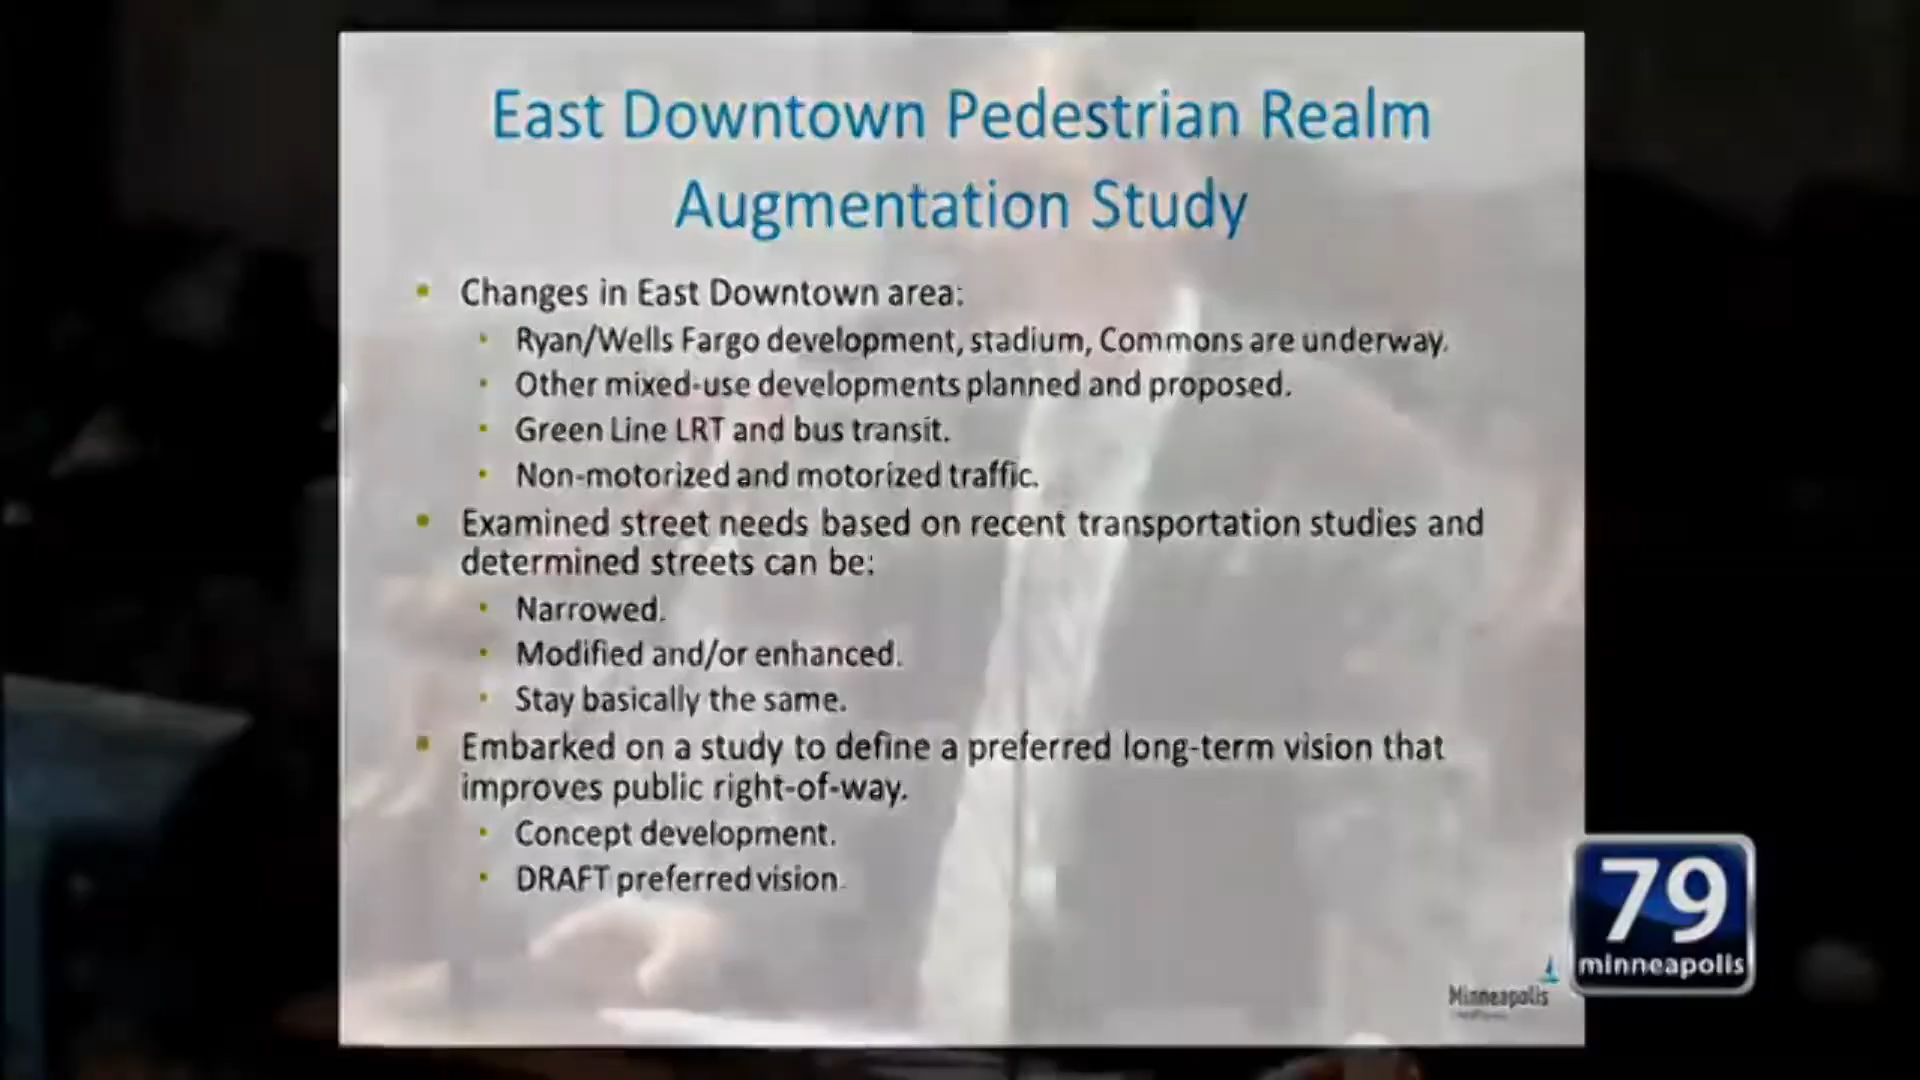 East Downtown Pedestrian Realm
Augmentation Study
Changes in East Downtown area:
Ryan/Wells Fargo development, stadium, Commons are underway.
Other mixed-use developments planned and proposed.
Green Line LRT and bus transit.
Non-motorized and motorized traffic.
Examined street needs based on recent transportation studies and
determined streets can be:
Narrowed.
Modified and/or enhanced.
Stay basically the same.
Embarked on a study to define a preferred long-term vision that
improves public right-of-way.
Concept development.
DRAFT preferred vision.
79
minneapolis
Minneapolis